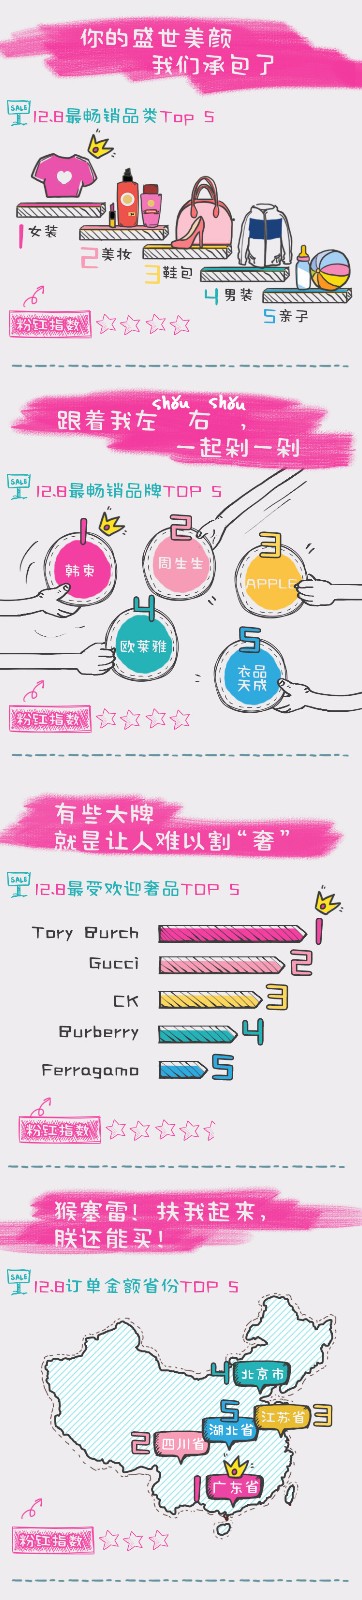 你的盛世美颜
我们承包了
SALE
12.8最畅销品类Top 5
1女装
2美妆
3鞋包
4男装
5亲子
粉红指数
shǒu shǒu
跟着我左 右 ,
一起剁一剁
SALE
12.8最畅销品牌TOP 5
1
韩束
2
周生生
3
APPLE
4
欧莱雅
5
衣品
天成
粉红指数
有些大牌
就是让人难以割“奢”
SALE
12.8最受欢迎奢品TOP 5
Tory Burch 1
Gucci 2
CK 3
Burberry 4
Ferragamo 5
粉红指数
猴塞雷!扶我起来,
朕还能买!
SALE
12.8订单金额省份TOP 5
4 北京市
5
湖北省
江苏省 3
2 四川省
1 广东省
粉红指数